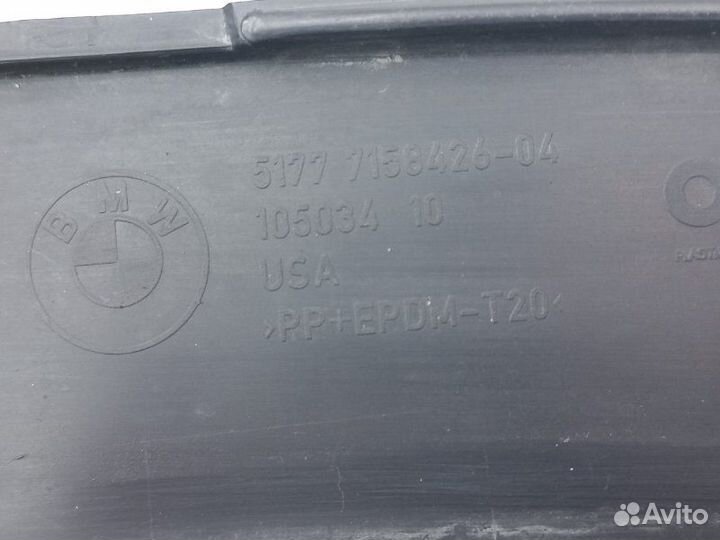 BMW
5177 7158426-04
105034 10
USA
>PP+EPDM-T20<
Avito